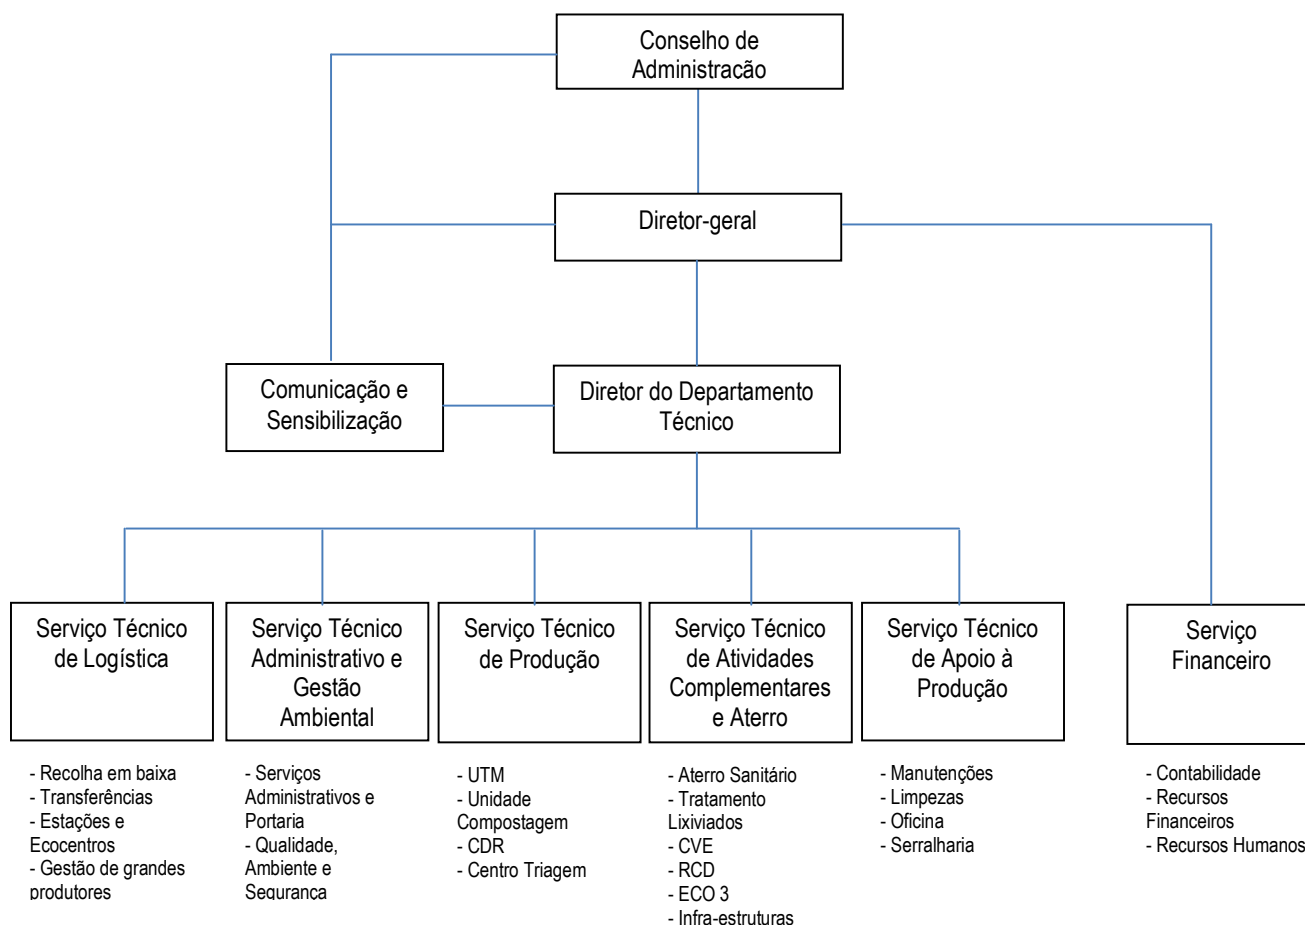 Conselho de
Administracão
Diretor-geral
Comunicação e
Sensibilização
Diretor do Departamento
Técnico
Serviço Técnico
de Logística
Serviço Técnico
Administrativo e
Gestão
Ambiental
Serviço Técnico
de Produção
Serviço Técnico
de Atividades
Complementares
e Aterro
Serviço Técnico
de Apoio à
Produção
Serviço
Financeiro
- Recolha em baixa
- Transferências
- Estações e
Ecocentros
- Gestão de grandes
produtores
- Serviços
Administrativos e
Portaria
- Qualidade,
Ambiente e
Segurança
- UTM
- Unidade
Compostagem
- CDR
- Centro Triagem
- Aterro Sanitário
- Tratamento
Lixiviados
- CVE
- RCD
- ECO 3
- Infra-estruturas
- Manutenções
- Limpezas
- Oficina
- Serralharia
- Contabilidade
- Recursos
Financeiros
- Recursos Humanos